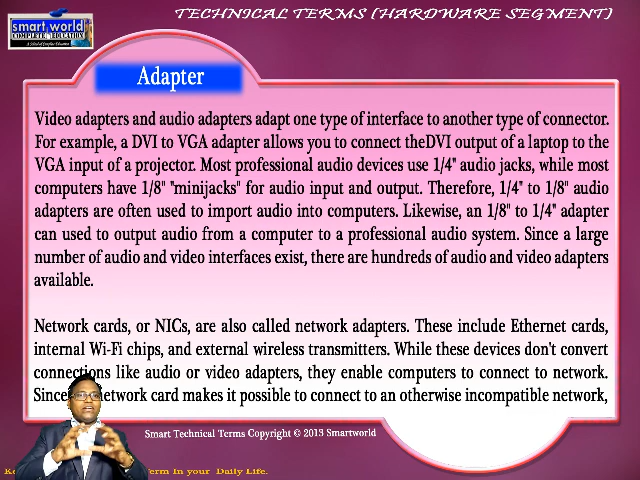 TECHNICAL TERMS (HARDWARE SEGMENT)
smart world
COMPLETE EDUCATION
Adapter
Video adapters and audio adapters adapt one type of interface to another type of connector.
For example, a DVI to VGA adapter allows you to connect theDVI output of a laptop to the
VGA input of a projector. Most professional audio devices use 1/4" audio jacks, while most
computers have 1/8" "minijacks" for audio input and output. Therefore, 1/4" to 1/8" audio
adapters are often used to import audio into computers. Likewise, an 1/8" to 1/4" adapter
can used to output audio from a computer to a professional audio system. Since a large
number of audio and video interfaces exist, there are hundreds of audio and video adapters
available.
Network cards, or NICs, are also called network adapters. These include Ethernet cards,
internal Wi-Fi chips, and external wireless transmitters. While these devices don't convert
connections like audio or video adapters, they enable computers to connect to network.
Since network card makes it possible to connect to an otherwise incompatible network,
Smart Technical Terms Copyright © 2013 Smartworld
Term In your Daily Life.